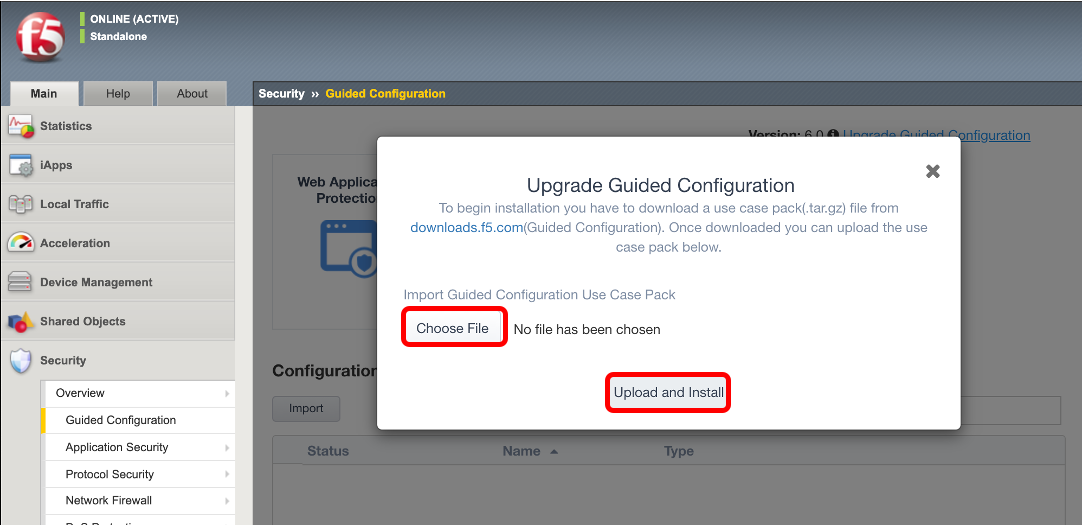 f5
ONLINE (ACTIVE)
Standalone
Main
Help
About
Security » Guided Configuration
Statistics
iApps
Local Traffic
Acceleration
Device Management
Shared Objects
Security
Overview
Guided Configuration
Application Security
Protocol Security
Network Firewall
Version: 6.0 Upgrade Guided Configuration
Web Applica
Protectio
Upgrade Guided Configuration
To begin installation you have to download a use case pack(.tar.gz) file from
downloads.f5.com(Guided Configuration). Once downloaded you can upload the use
case pack below.
Import Guided Configuration Use Case Pack
Choose File No file has been chosen
Upload and Install
Configuration
Import
Status
Name
Type